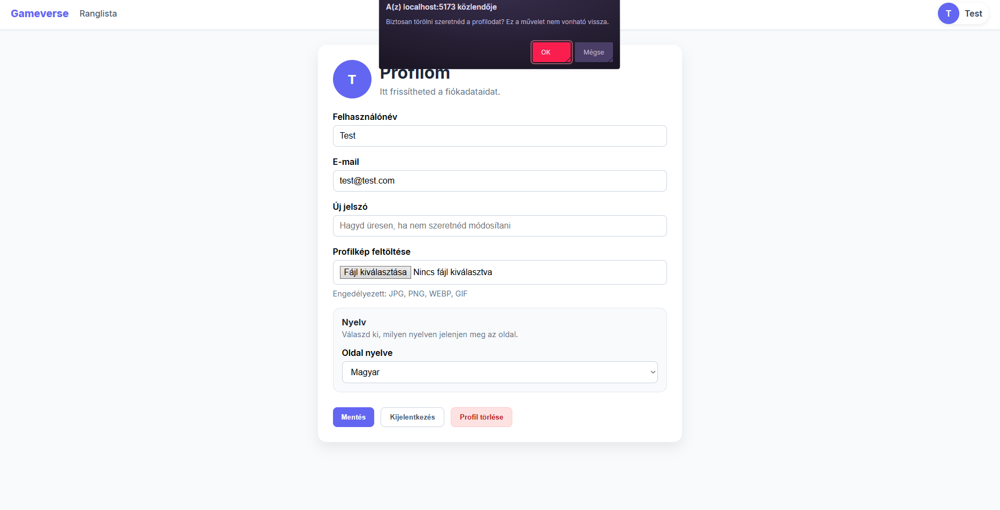 Gameverse
Ranglista
A(z) localhost:5173 közlendője
Biztosan törölni szeretnéd a profilodat? Ez a művelet nem vonható vissza.
OK
Mégse
T
Test
T
Profilom
Itt frissítheted a fiókadataidat.
Felhasználónév
Test
E-mail
test@test.com
Új jelszó
Hagyd üresen, ha nem szeretnéd módosítani
Profilkép feltöltése
Fájl kiválasztása Nincs fájl kiválasztva
Engedélyezett: JPG, PNG, WEBP, GIF
Nyelv
Válaszd ki, milyen nyelven jelenjen meg az oldal.
Oldal nyelve
Magyar
Mentés
Kijelentkezés
Profil törlése